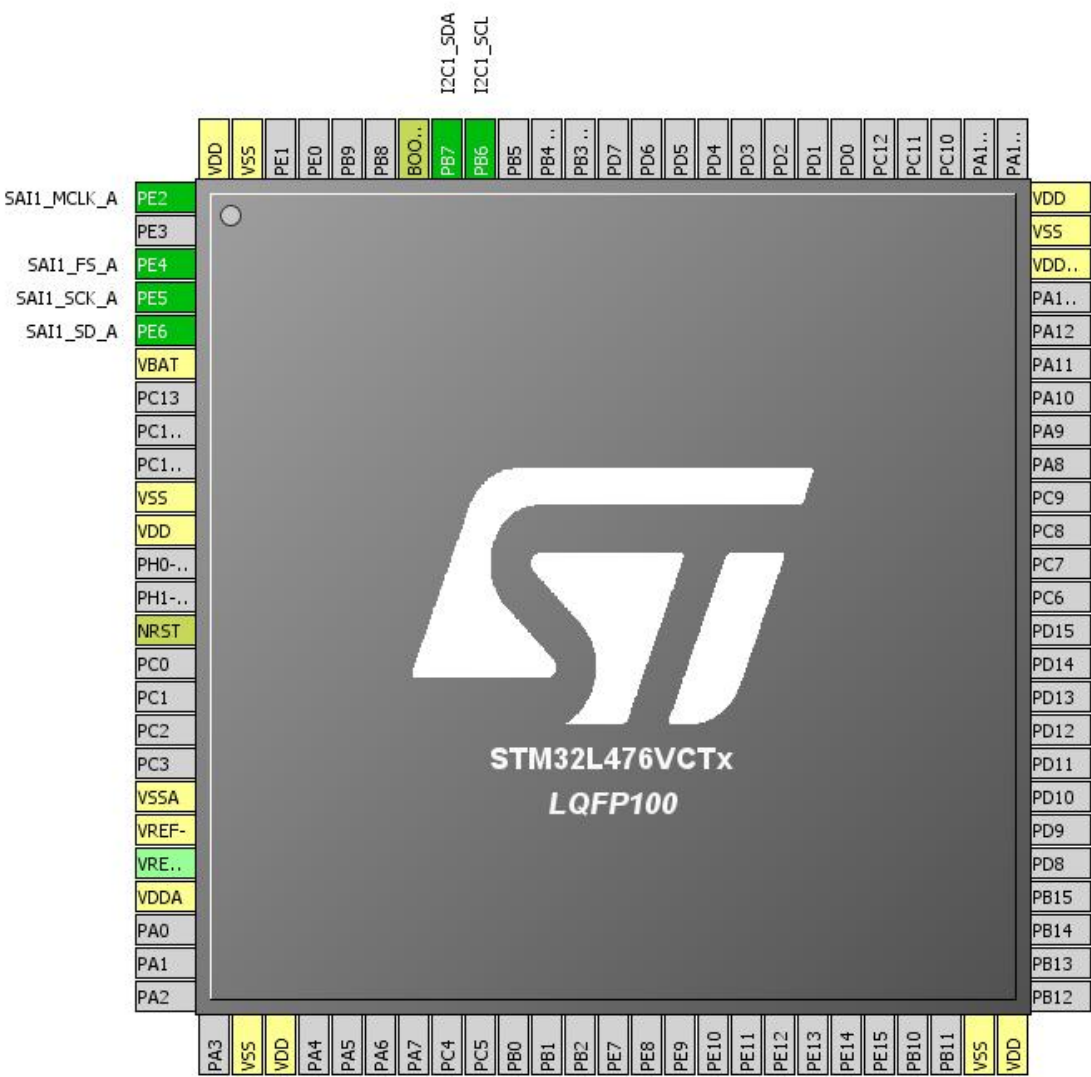 I2C1_SDA
I2C1_SCL
VDD
VSS
PE1
PE0
PB9
PB8
BOO..
PB7
PB6
PB5
PB4 ..
PB3 ..
PD7
PD6
PD5
PD4
PD3
PD2
PD1
PD0
PC12
PC11
PC10
PA1..
PA1..
SAI1_MCLK_A PE2
PE3
SAI1_FS_A PE4
SAI1_SCK_A PE5
SAI1_SD_A PE6
VBAT
PC13
PC1..
PC1..
VSS
VDD
PH0-..
PH1-..
NRST
PC0
PC1
PC2
PC3
VSSA
VREF-
VRE..
VDDA
PA0
PA1
PA2
VDD
VSS
VDD..
PA1..
PA12
PA11
PA10
PA9
PA8
PC9
PC8
PC7
PC6
PD15
PD14
PD13
PD12
PD11
PD10
PD9
PD8
PB15
PB14
PB13
PB12
ST
STM32L476VCTx
LQFP100
PA3
VSS
VDD
PA4
PA5
PA6
PA7
PC4
PC5
PB0
PB1
PB2
PE7
PE8
PE9
PE10
PE11
PE12
PE13
PE14
PE15
PB10
PB11
VSS
VDD